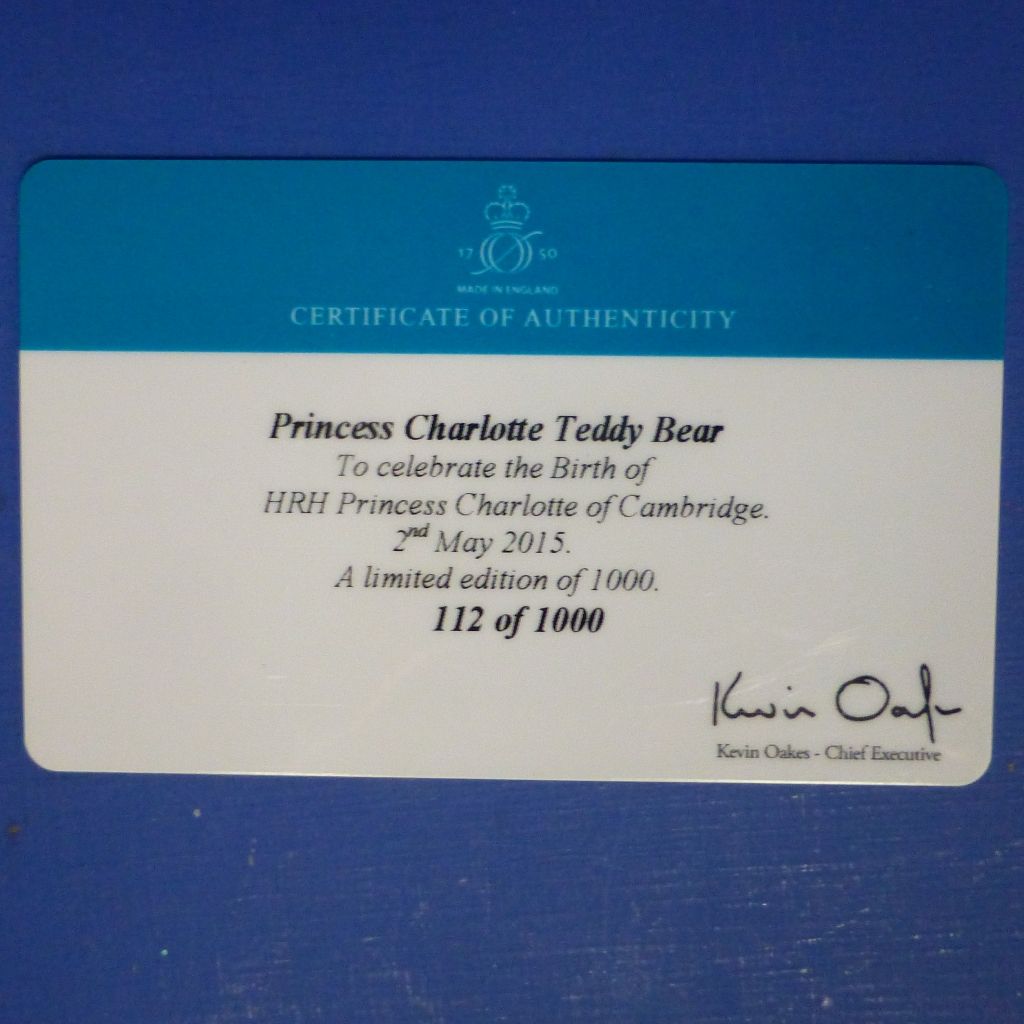 17 50
MADE IN ENGLAND
CERTIFICATE OF AUTHENTICITY
Princess Charlotte Teddy Bear
To celebrate the Birth of
HRH Princess Charlotte of Cambridge.
2nd May 2015.
A limited edition of 1000.
112 of 1000
Kevin Oakes
Kevin Oakes - Chief Executive